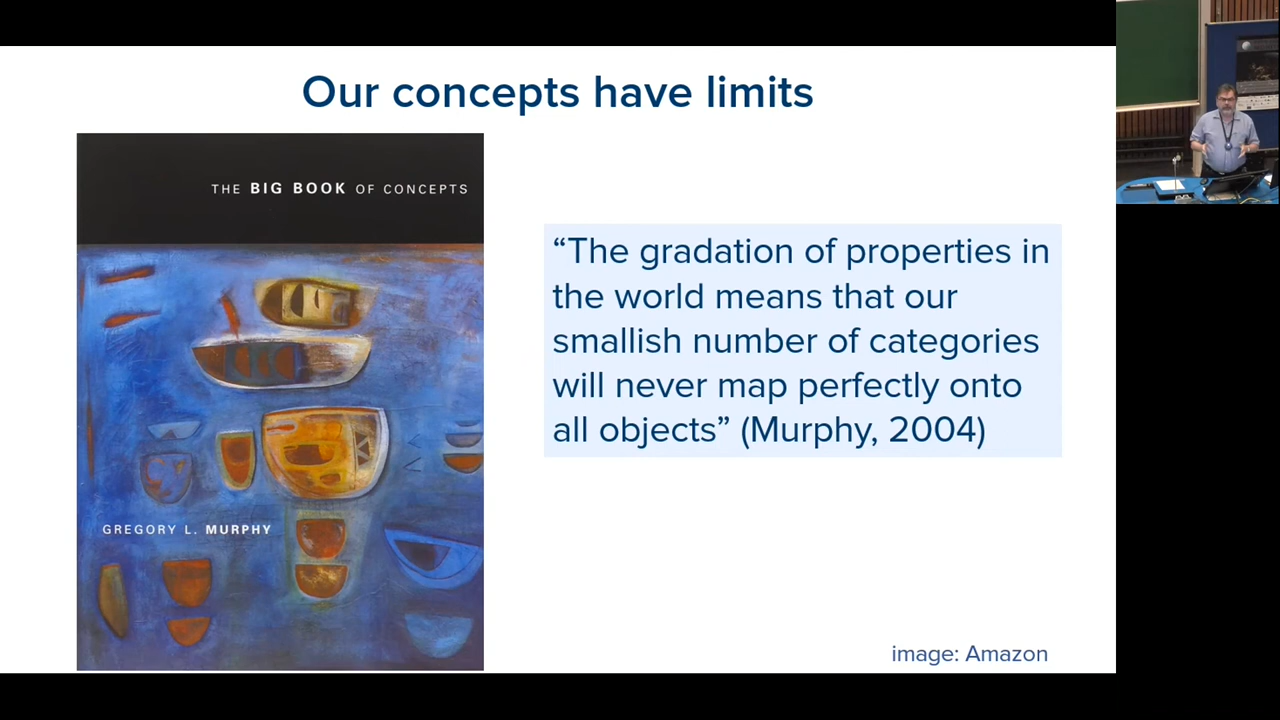 Our concepts have limits
THE BIG BOOK OF CONCEPTS
GREGORY L. MURPHY
“The gradation of properties in
the world means that our
smallish number of categories
will never map perfectly onto
all objects” (Murphy, 2004)
image: Amazon